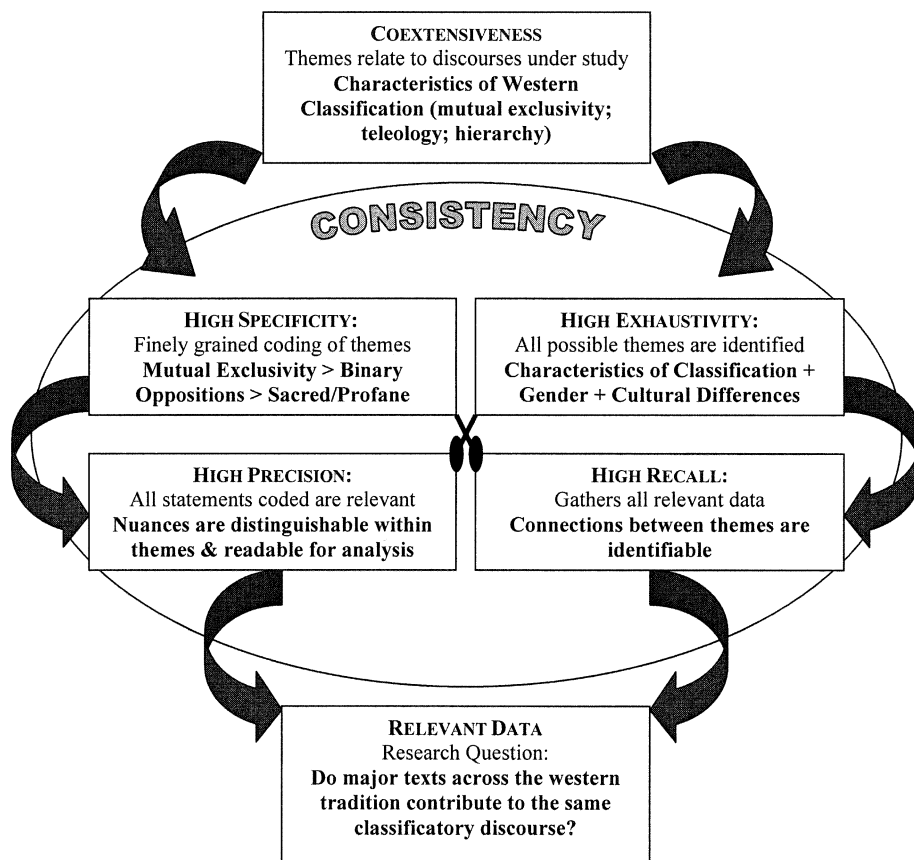 COEXTENSIVENESS
Themes relate to discourses under study
Characteristics of Western
Classification (mutual exclusivity;
teleology; hierarchy)
CONSISTENCY
HIGH SPECIFICITY:
Finely grained coding of themes
Mutual Exclusivity > Binary
Oppositions > Sacred/Profane
HIGH EXHAUSTIVITY:
All possible themes are identified
Characteristics of Classification +
Gender + Cultural Differences
HIGH PRECISION:
All statements coded are relevant
Nuances are distinguishable within
themes & readable for analysis
HIGH RECALL:
Gathers all relevant data
Connections between themes are
identifiable
RELEVANT DATA
Research Question:
Do major texts across the western
tradition contribute to the same
classificatory discourse?